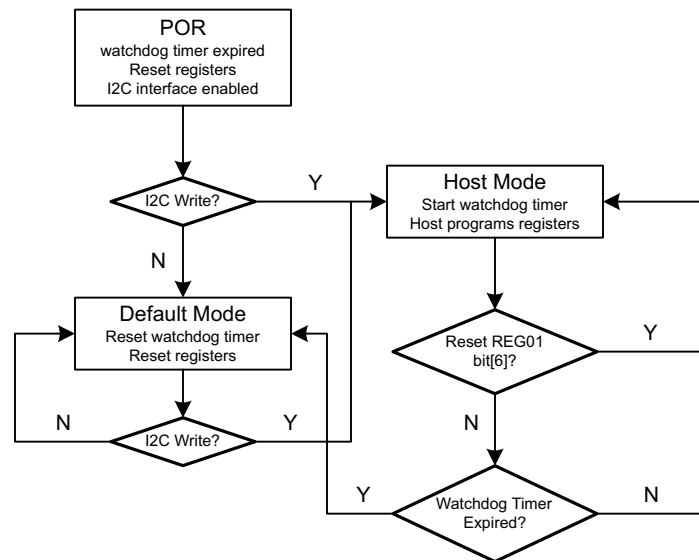 POR
watchdog timer expired
Reset registers
I2C interface enabled
I2C Write?
Y
N
Host Mode
Start watchdog timer
Host programs registers
Default Mode
Reset watchdog timer
Reset registers
Reset REG01
bit[6]?
Y
N
I2C Write?
N
Y
Watchdog Timer
Expired?
Y
N